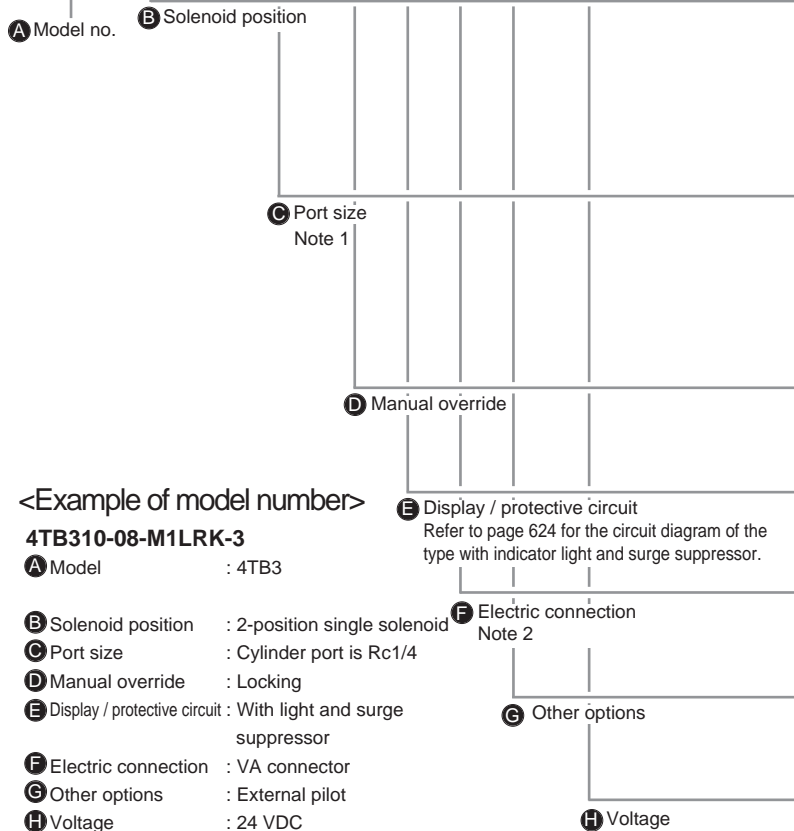 A Model no.
B Solenoid position
C Port size
Note 1
D Manual override
E Display / protective circuit
Refer to page 624 for the circuit diagram of the
type with indicator light and surge suppressor.
F Electric connection
Note 2
G Other options
H Voltage
<Example of model number>
4TB310-08-M1LRK-3
A Model : 4TB3
B Solenoid position : 2-position single solenoid
C Port size : Cylinder port is Rc1/4
D Manual override : Locking
E Display / protective circuit : With light and surge
suppressor
F Electric connection : VA connector
G Other options : External pilot
H Voltage : 24 VDC